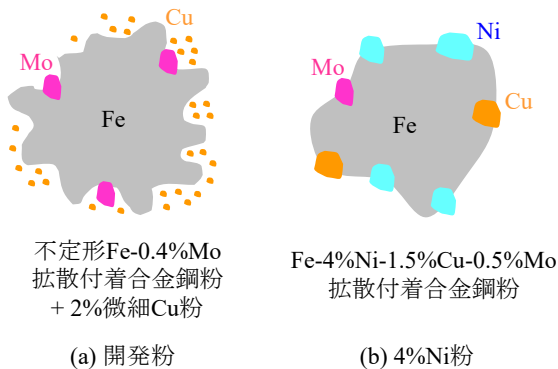 Cu
Mo
Fe
不定形Fe-0.4%Mo
拡散付着合金鋼粉
+ 2%微細Cu粉
(a) 開発粉
Ni
Mo
Cu
Fe
Fe-4%Ni-1.5%Cu-0.5%Mo
拡散付着合金鋼粉
(b) 4%Ni粉